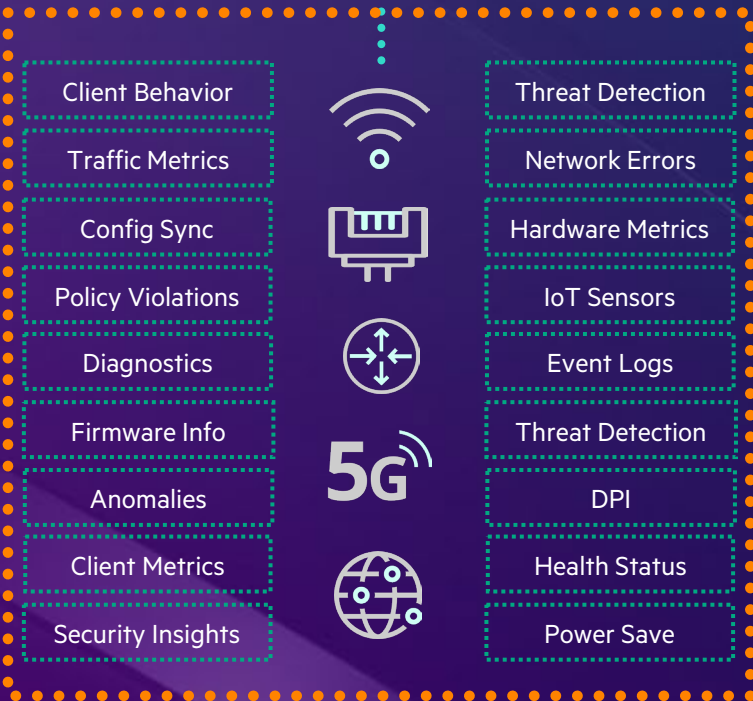 Client Behavior
Traffic Metrics
Config Sync
Policy Violations
Diagnostics
Firmware Info
Anomalies
Client Metrics
Security Insights
5G
Threat Detection
Network Errors
Hardware Metrics
IoT Sensors
Event Logs
Threat Detection
DPI
Health Status
Power Save